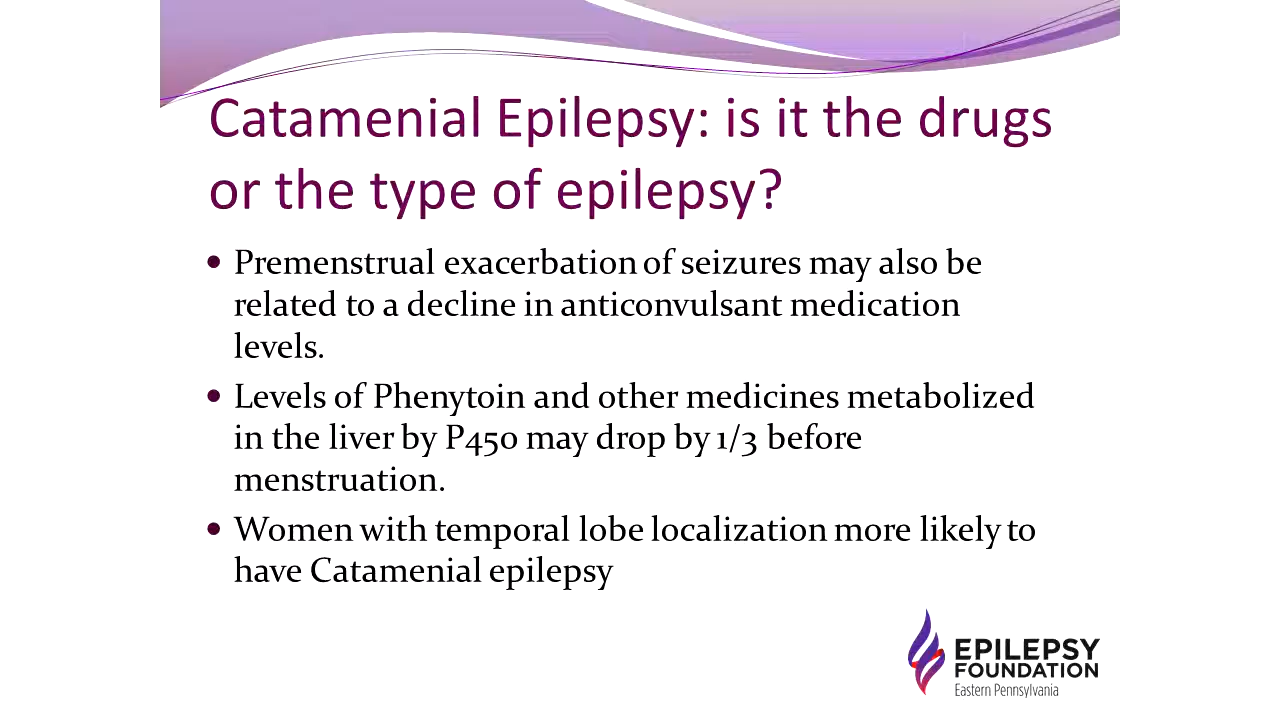 Catamenial Epilepsy: is it the drugs
or the type of epilepsy?
• Premenstrual exacerbation of seizures may also be
related to a decline in anticonvulsant medication
levels.
• Levels of Phenytoin and other medicines metabolized
in the liver by P450 may drop by 1/3 before
menstruation.
• Women with temporal lobe localization more likely to
have Catamenial epilepsy
EPILEPSY
FOUNDATION
Eastern Pennsylvania